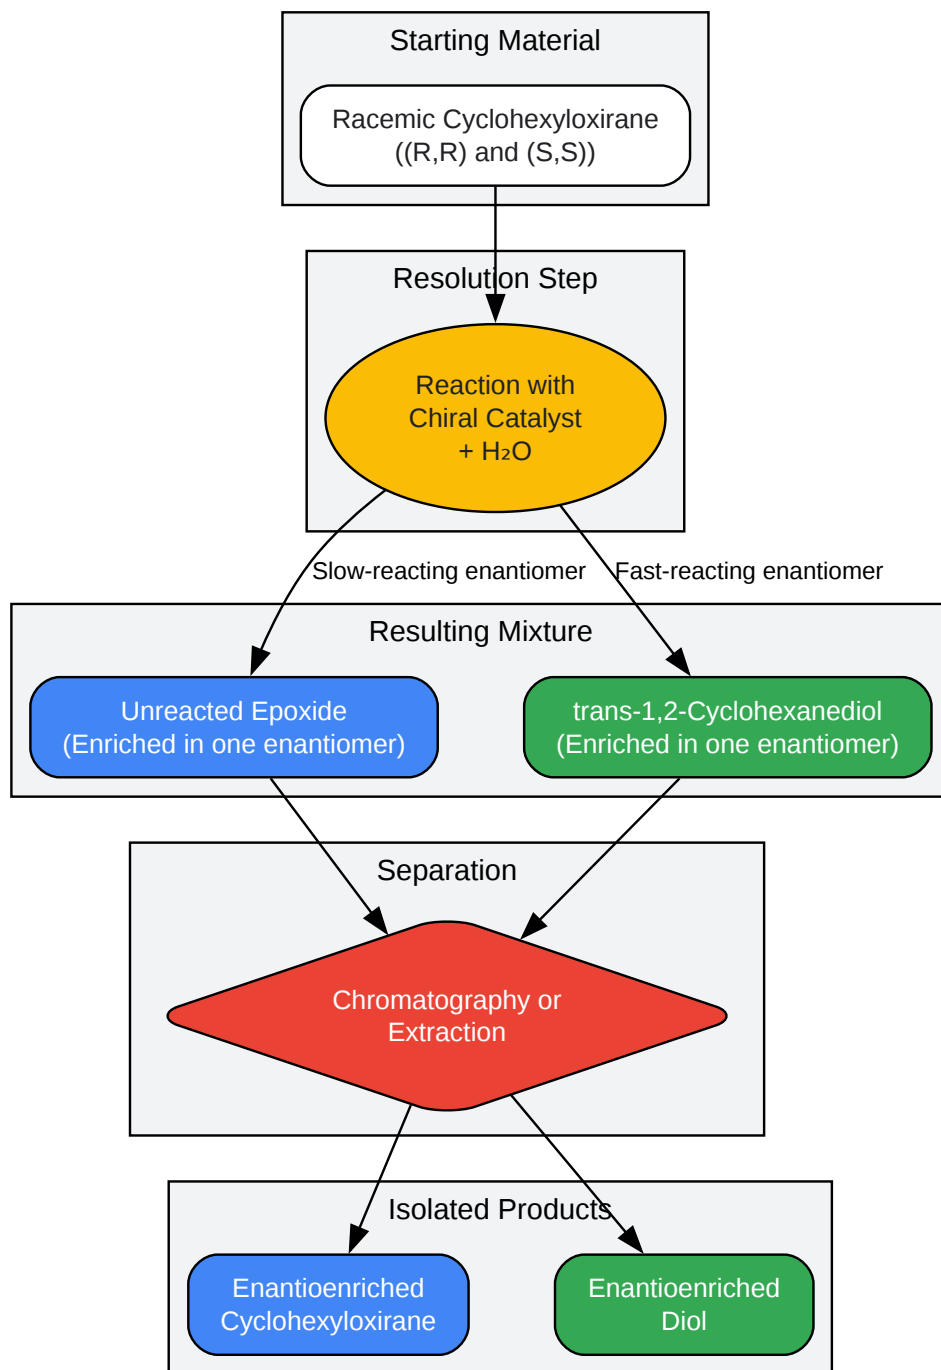 Starting Material
Racemic Cyclohexyloxirane
((R,R) and (S,S))
Resolution Step
Reaction with
Chiral Catalyst
+ H₂O
Slow-reacting enantiomer
Fast-reacting enantiomer
Resulting Mixture
Unreacted Epoxide
(Enriched in one enantiomer)
trans-1,2-Cyclohexanediol
(Enriched in one enantiomer)
Separation
Chromatography or
Extraction
Isolated Products
Enantioenriched
Cyclohexyloxirane
Enantioenriched
Diol